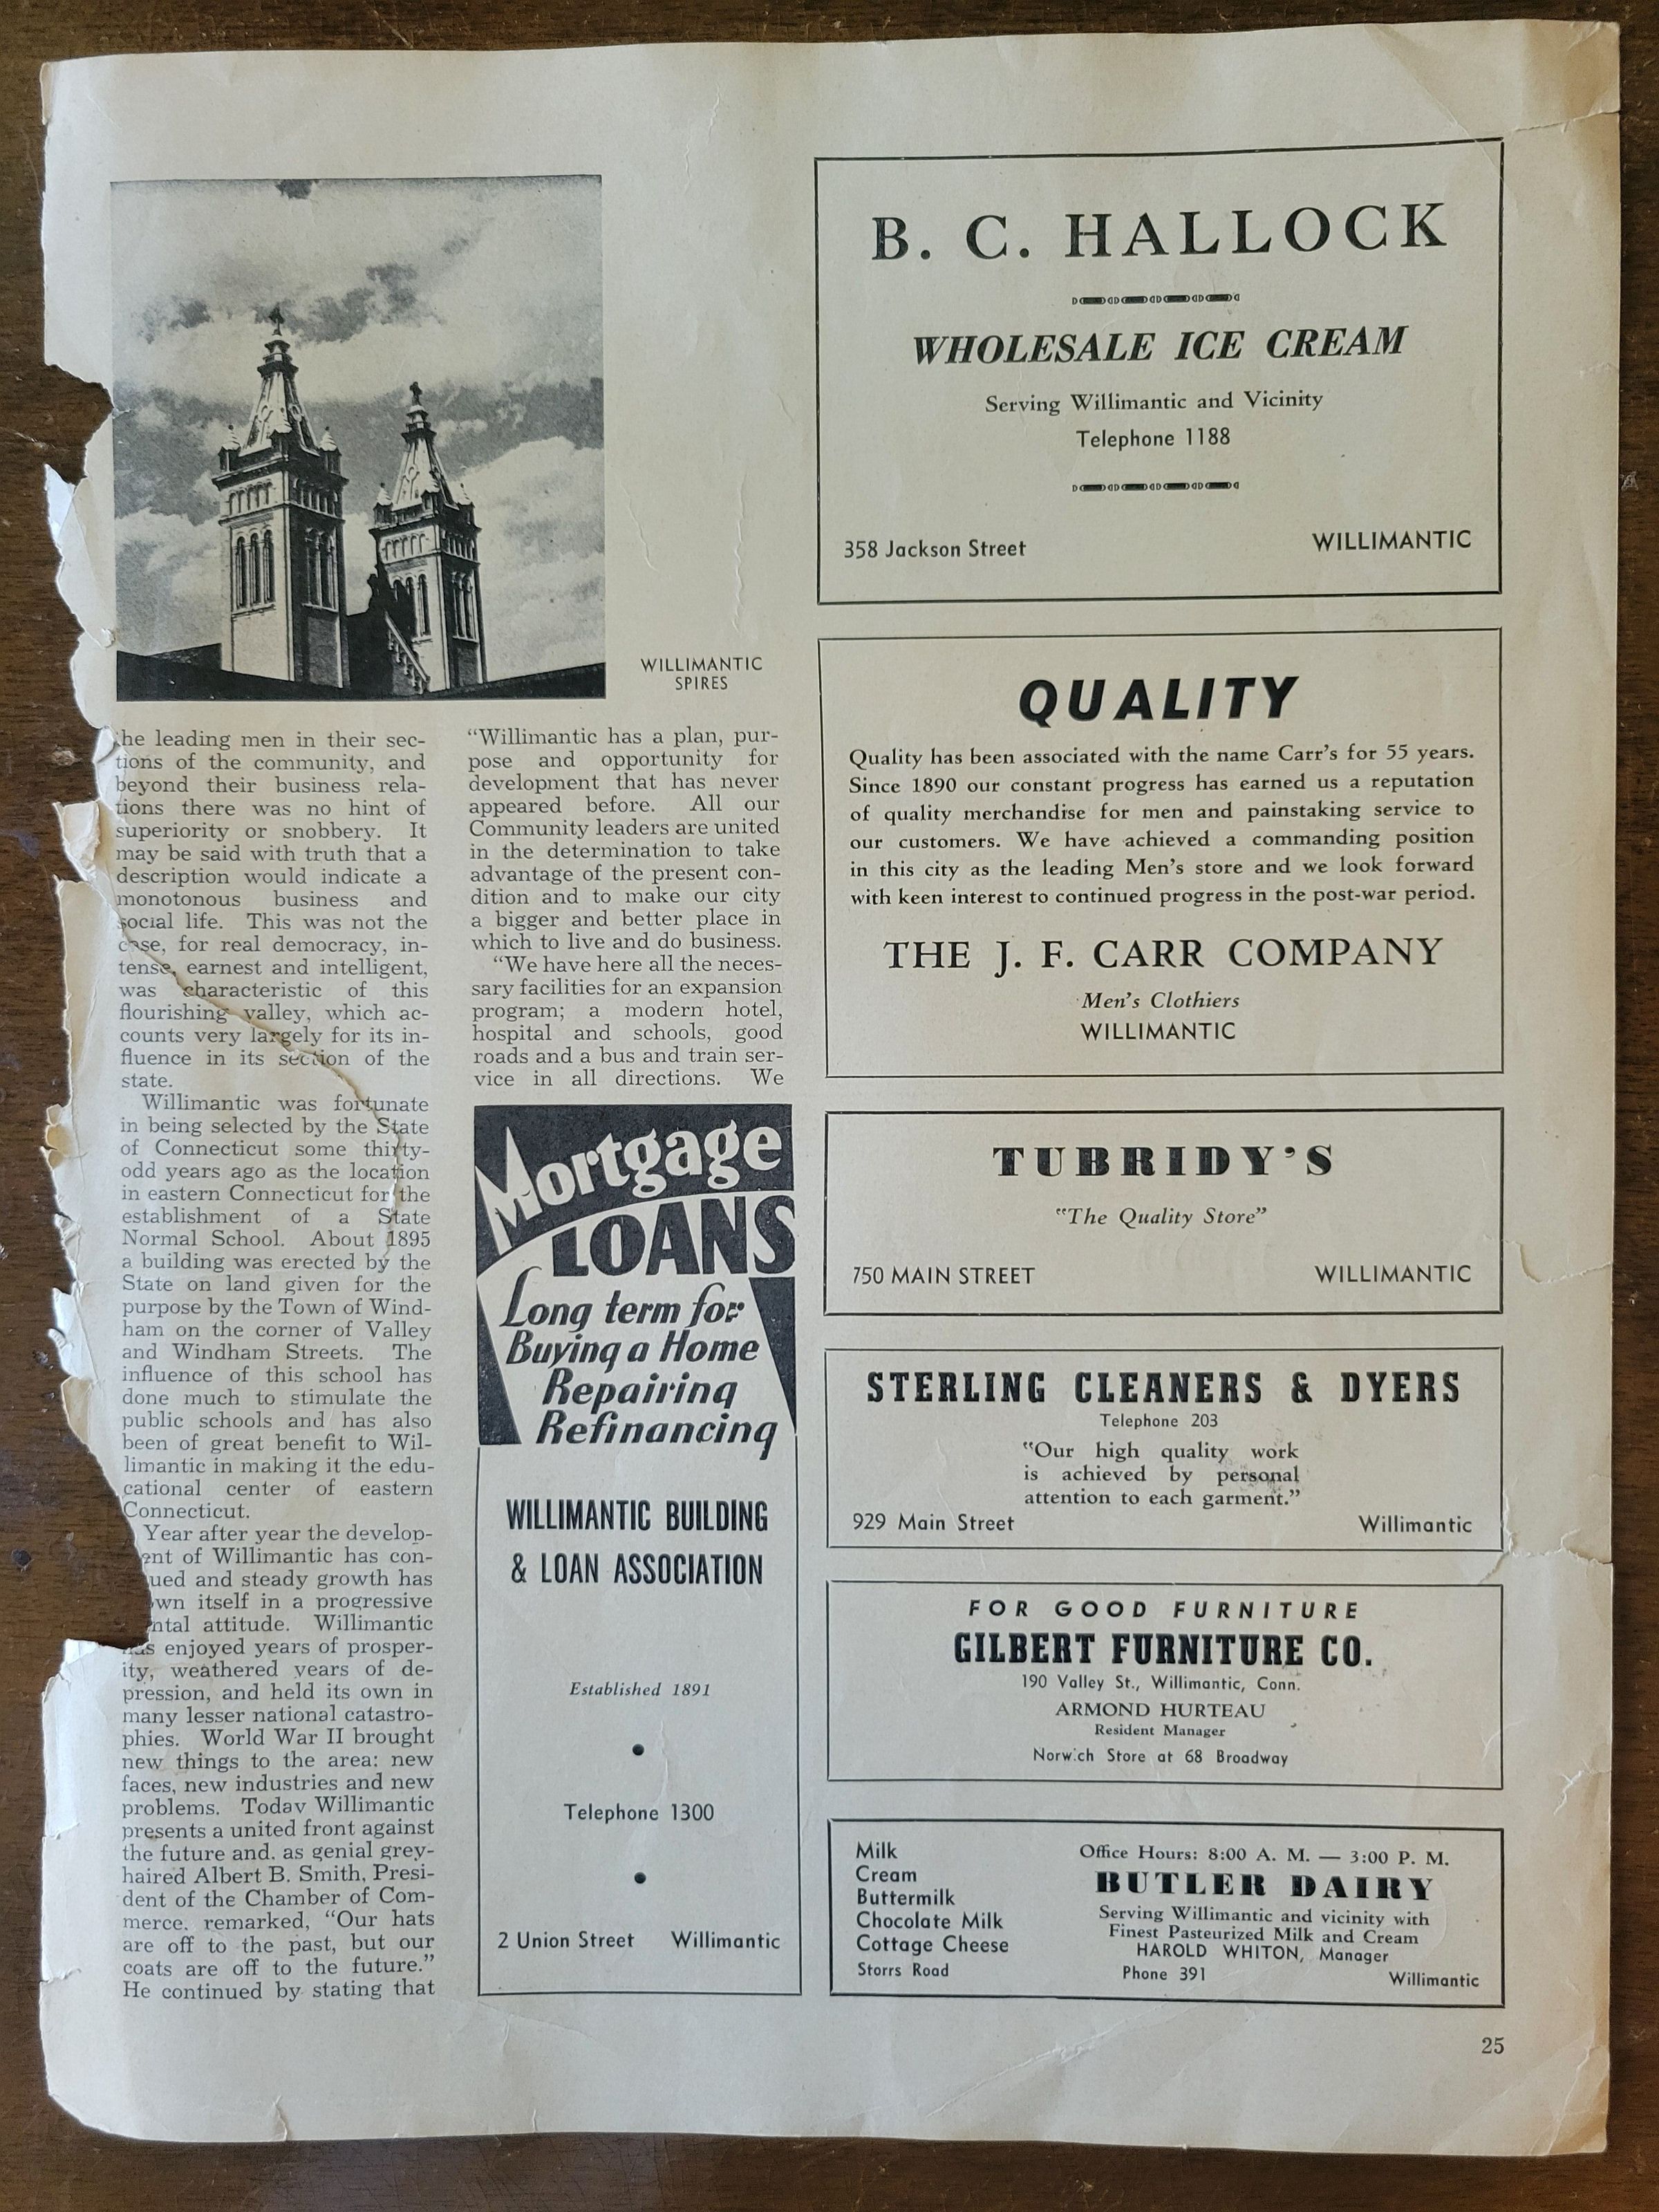 WILLIMANTIC
SPIRES
the leading men in their sec-
tions of the community, and
beyond their business rela-
tions there was no hint of
superiority or snobbery. It
may be said with truth that a
description would indicate a
monotonous business and
social life. This was not the
case, for real democracy, in-
tense, earnest and intelligent,
was characteristic of this
flourishing valley, which ac-
counts very largely for its in-
fluence in its section of the
state.
Willimantic was fortunate
in being selected by the State
of Connecticut some thirty-
odd years ago as the location
in eastern Connecticut for the
establishment of a State
Normal School. About 1895
a building was erected by the
State on land given for the
purpose by the Town of Wind-
ham on the corner of Valley
and Windham Streets. The
influence of this school has
done much to stimulate the
public schools and has also
been of great benefit to Wil-
limantic in making it the edu-
cational center of eastern
Connecticut.
Year after year the develop-
ent of Willimantic has con-
ued and steady growth has
own itself in a progressive
ntal attitude. Willimantic
has enjoyed years of prosper-
ity, weathered years of de-
pression, and held its own in
many lesser national catastro-
phies. World War II brought
new things to the area: new
faces, new industries and new
problems. Today Willimantic
presents a united front against
the future and. as genial grey-
haired Albert B. Smith, Presi-
dent of the Chamber of Com-
merce. remarked, “Our hats
are off to the past, but our
coats are off to the future.”
He continued by stating that
“Willimantic has a plan, pur-
pose and opportunity for
development that has never
appeared before. All our
Community leaders are united
in the determination to take
advantage of the present con-
dition and to make our city
a bigger and better place in
which to live and do business.
“We have here all the neces-
sary facilities for an expansion
program; a modern hotel,
hospital and schools, good
roads and a bus and train ser-
vice in all directions. We
Mortgage
LOANS
Long term for
Buying a Home
Repairing
Refinancing
WILLIMANTIC BUILDING
& LOAN ASSOCIATION
Established 1891
Telephone 1300
2 Union Street Willimantic
B. C. HALLOCK
WHOLESALE ICE CREAM
Serving Willimantic and Vicinity
Telephone 1188
358 Jackson Street WILLIMANTIC
QUALITY
Quality has been associated with the name Carr’s for 55 years.
Since 1890 our constant progress has earned us a reputation
of quality merchandise for men and painstaking service to
our customers. We have achieved a commanding position
in this city as the leading Men’s store and we look forward
with keen interest to continued progress in the post-war period.
THE J. F. CARR COMPANY
Men’s Clothiers
WILLIMANTIC
TUBRIDY’S
“The Quality Store”
750 MAIN STREET WILLIMANTIC
STERLING CLEANERS & DYERS
Telephone 203
“Our high quality work
is achieved by personal
attention to each garment.”
929 Main Street Willimantic
FOR GOOD FURNITURE
GILBERT FURNITURE CO.
190 Valley St., Willimantic, Conn.
ARMOND HURTEAU
Resident Manager
Norwich Store at 68 Broadway
Milk
Cream
Buttermilk
Chocolate Milk
Cottage Cheese
Storrs Road
Office Hours: 8:00 A. M. — 3:00 P. M.
BUTLER DAIRY
Serving Willimantic and vicinity with
Finest Pasteurized Milk and Cream
HAROLD WHITON, Manager
Phone 391
Willimantic
25